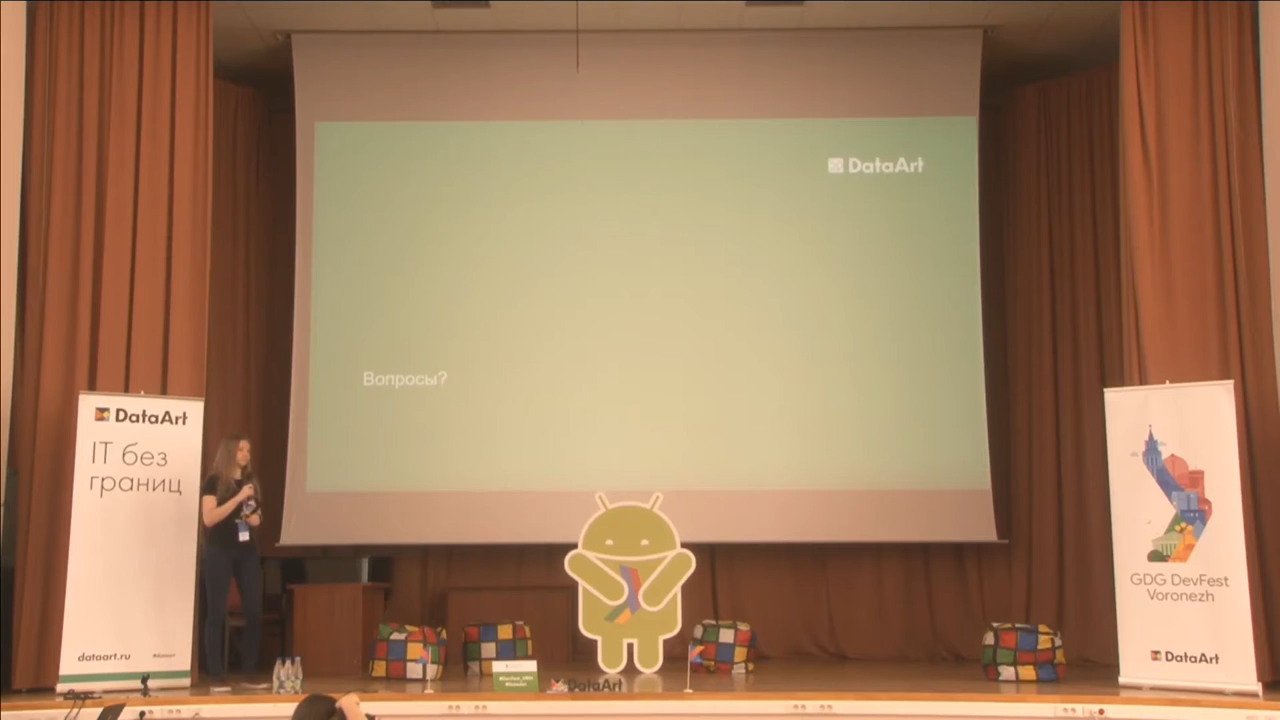 DataArt
Вопросы?
DataArt
IT без
границ
dataart.ru
GDG DevFest
Voronezh
DataArt
DataArt